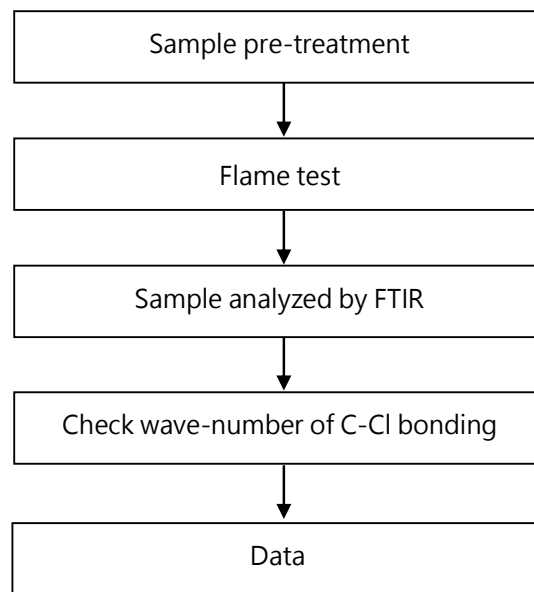 Sample pre-treatment
Flame test
Sample analyzed by FTIR
Check wave-number of C-Cl bonding
Data